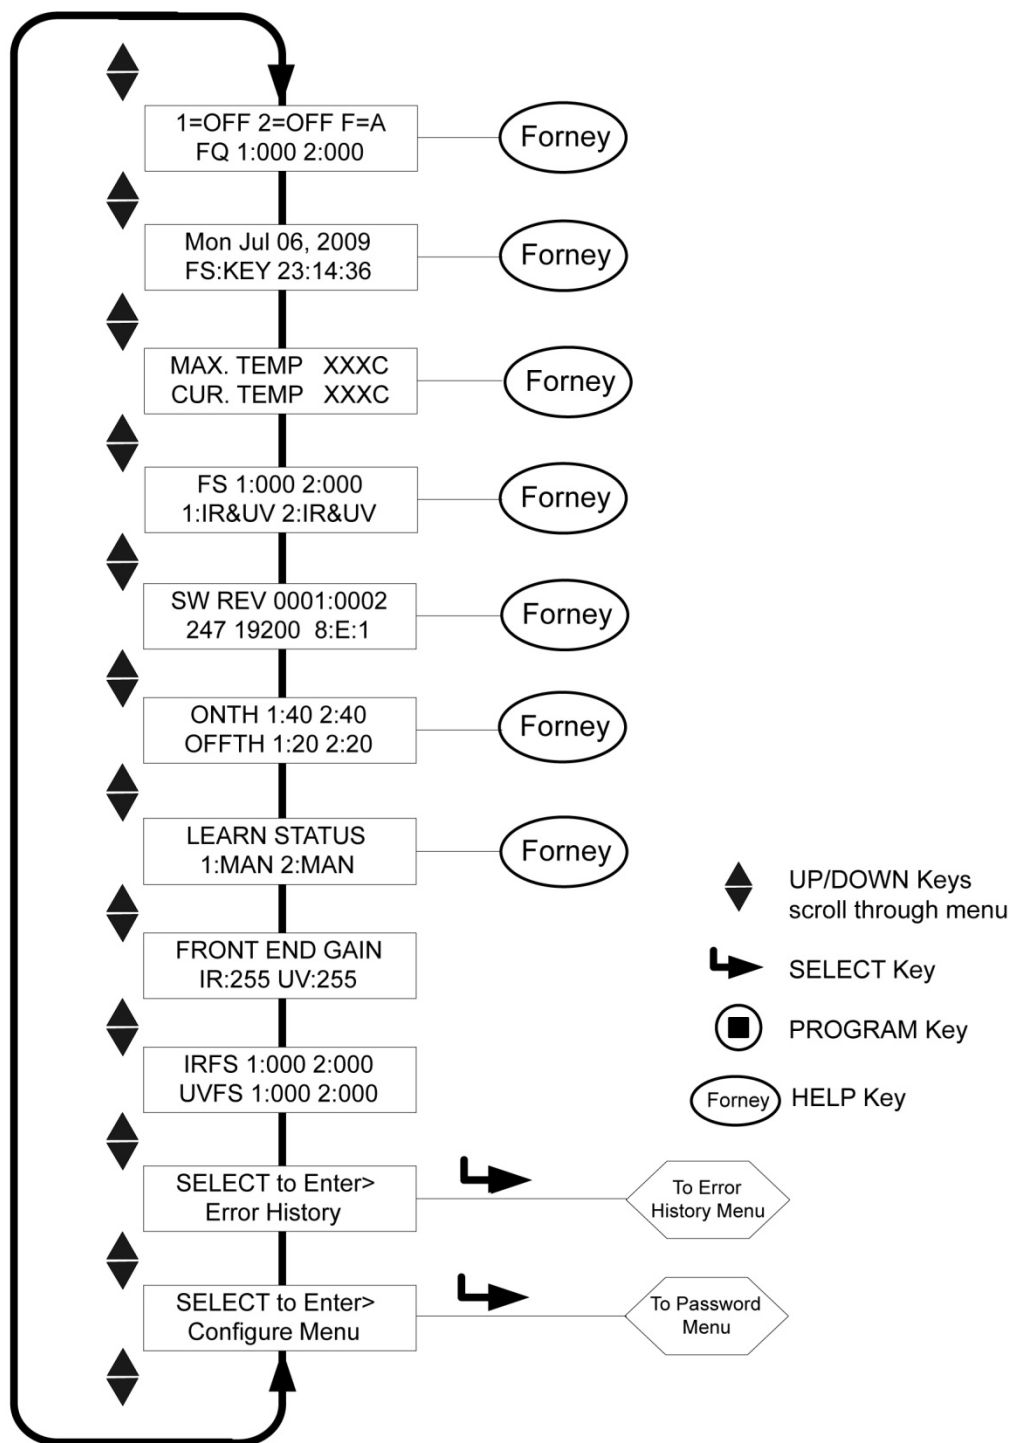 1=OFF 2=OFF F=A
FQ 1:000 2:000
Forney
Mon Jul 06, 2009
FS:KEY 23:14:36
Forney
MAX. TEMP XXXC
CUR. TEMP XXXC
Forney
FS 1:000 2:000
1:IR&UV 2:IR&UV
Forney
SW REV 0001:0002
247 19200 8:E:1
Forney
ONTH 1:40 2:40
OFFTH 1:20 2:20
Forney
LEARN STATUS
1:MAN 2:MAN
Forney
FRONT END GAIN
IR:255 UV:255
IRFS 1:000 2:000
UVFS 1:000 2:000
SELECT to Enter>
Error History
To Error
History Menu
SELECT to Enter>
Configure Menu
To Password
Menu
UP/DOWN Keys
scroll through menu
SELECT Key
PROGRAM Key
Forney
HELP Key